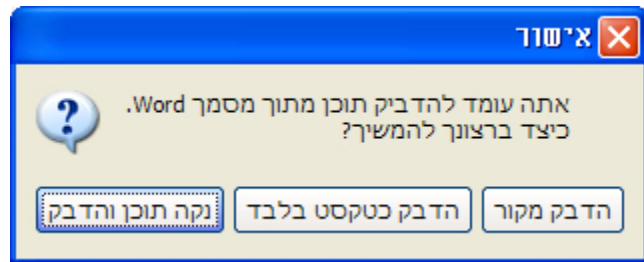 אישור
אתה עומד להדביק תוכן מתוך מסמך Word.
כיצד ברצונך להמשיך?
הדבק מקור
הדבק כטקסט בלבד
נקה תוכן והדבק